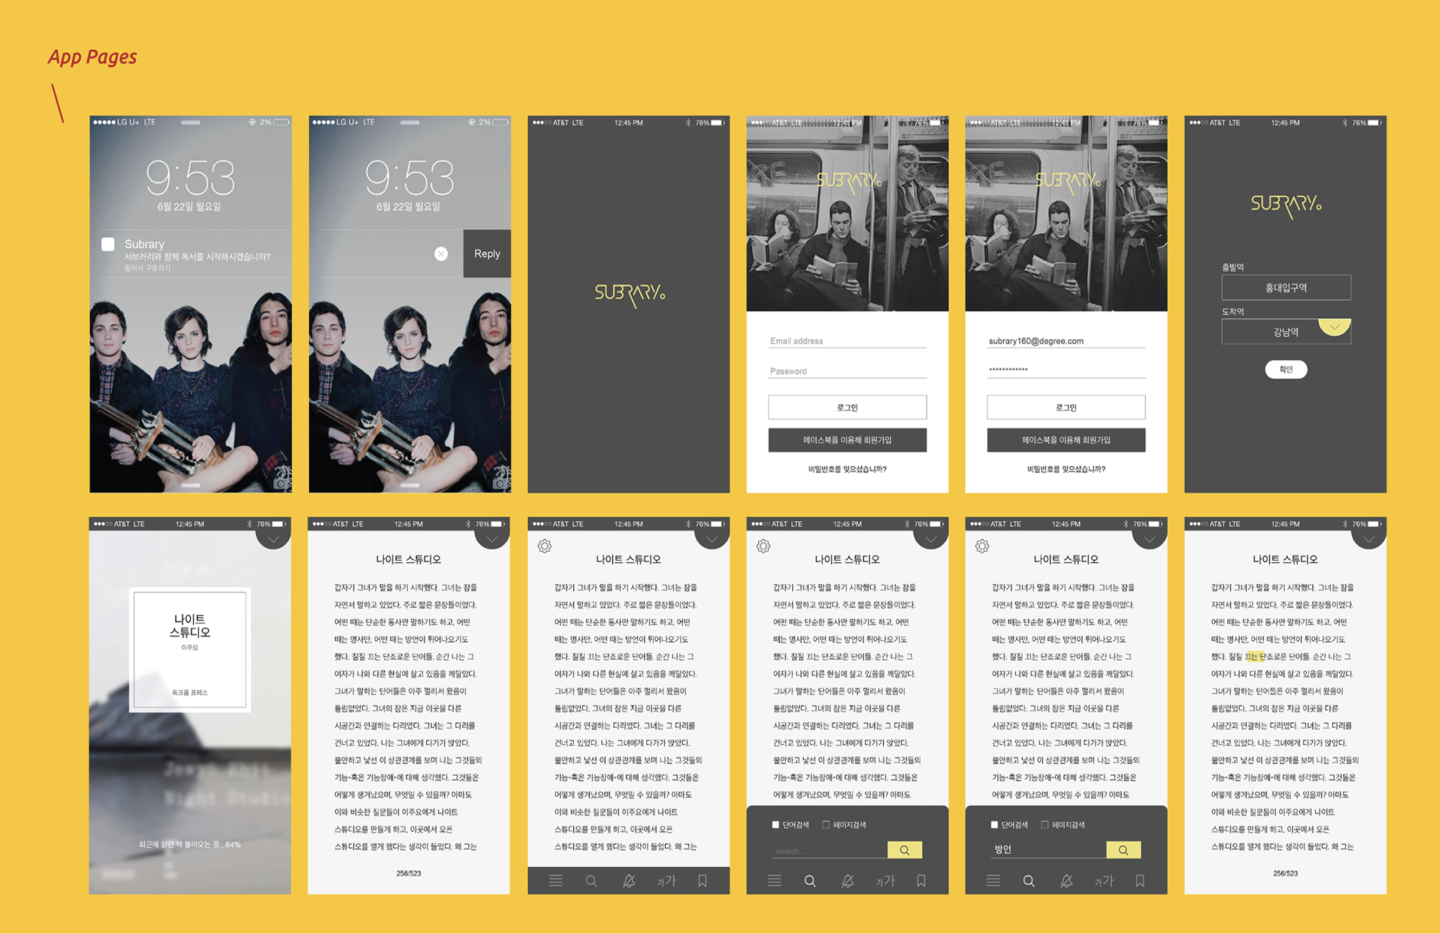 App Pages
LG U+ LTE
2%
9:53
6월 22일 월요일
Subrary
서브러리와 함께 독서를 시작하시겠습니까?
밀어서 구동하기
LG U+ LTE
2%
9:53
6월 22일 월요일
Reply
AT&T LTE 12:45 PM 76%
SUBRARY.
AT&T LTE 12:45 PM 76%
SUBRARY.
Email address
Password
로그인
페이스북을 이용해 회원가입
비밀번호를 잊으셨습니까?
AT&T LTE 12:45 PM 76%
SUBRARY.
subrary160@degree.com
************
로그인
페이스북을 이용해 회원가입
비밀번호를 잊으셨습니까?
AT&T LTE 12:45 PM 76%
SUBRARY.
출발역
홍대입구역
도착역
강남역
확인
AT&T LTE 12:45 PM 76%
나이트
스튜디오
이주요
Night Studio
최근에 읽던 책 불러오는 중...64%
AT&T LTE 12:45 PM 76%
나이트 스튜디오
갑자기 그녀가 말을 하기 시작했다. 그녀는 잠을
자면서 말하고 있었다. 주로 짧은 문장들이었다.
어떤 때는 단순한 동사만 말하기도 하고, 어떤
때는 명사만, 어떤 때는 방언이 튀어나오기도
했다. 질질 끄는 단조로운 단어들. 순간 나는 그
여자가 나와 다른 현실에 살고 있음을 깨달았다.
그녀가 말하는 단어들은 아주 멀리서 왔음이
틀림없었다. 그녀의 잠은 지금 이곳을 다른
시공간과 연결하는 다리였다. 그녀는 그 다리를
건너고 있었다. 나는 그녀에게 다가가 앉았다.
불안하고 낯선 이 상관관계를 보며 나는 그것들의
기능-혹은 기능장애-에 대해 생각했다. 그것들은
어떻게 생겨났으며, 무엇일 수 있을까? 아마도
이와 비슷한 질문들이 이주요에게 나이트
스튜디오를 만들게 하고, 이곳에서 오픈
스튜디오를 열게 했다는 생각이 들었다. 왜 그는
256/523
AT&T LTE 12:45 PM 76%
나이트 스튜디오
갑자기 그녀가 말을 하기 시작했다. 그녀는 잠을
자면서 말하고 있었다. 주로 짧은 문장들이었다.
어떤 때는 단순한 동사만 말하기도 하고, 어떤
때는 명사만, 어떤 때는 방언이 튀어나오기도
했다. 질질 끄는 단조로운 단어들. 순간 나는 그
여자가 나와 다른 현실에 살고 있음을 깨달았다.
그녀가 말하는 단어들은 아주 멀리서 왔음이
틀림없었다. 그녀의 잠은 지금 이곳을 다른
시공간과 연결하는 다리였다. 그녀는 그 다리를
건너고 있었다. 나는 그녀에게 다가가 앉았다.
불안하고 낯선 이 상관관계를 보며 나는 그것들의
기능-혹은 기능장애-에 대해 생각했다. 그것들은
어떻게 생겨났으며, 무엇일 수 있을까? 아마도
이와 비슷한 질문들이 이주요에게 나이트
스튜디오를 만들게 하고, 이곳에서 오픈
스튜디오를 열게 했다는 생각이 들었다. 왜 그는
가가
AT&T LTE 12:45 PM 76%
나이트 스튜디오
갑자기 그녀가 말을 하기 시작했다. 그녀는 잠을
자면서 말하고 있었다. 주로 짧은 문장들이었다.
어떤 때는 단순한 동사만 말하기도 하고, 어떤
때는 명사만, 어떤 때는 방언이 튀어나오기도
했다. 질질 끄는 단조로운 단어들. 순간 나는 그
여자가 나와 다른 현실에 살고 있음을 깨달았다.
그녀가 말하는 단어들은 아주 멀리서 왔음이
틀림없었다. 그녀의 잠은 지금 이곳을 다른
시공간과 연결하는 다리였다. 그녀는 그 다리를
건너고 있었다. 나는 그녀에게 다가가 앉았다.
불안하고 낯선 이 상관관계를 보며 나는 그것들의
기능-혹은 기능장애-에 대해 생각했다. 그것들은
어떻게 생겨났으며, 무엇일 수 있을까? 아마도
단어검색 페이지검색
search...
가가
AT&T LTE 12:45 PM 76%
나이트 스튜디오
갑자기 그녀가 말을 하기 시작했다. 그녀는 잠을
자면서 말하고 있었다. 주로 짧은 문장들이었다.
어떤 때는 단순한 동사만 말하기도 하고, 어떤
때는 명사만, 어떤 때는 방언이 튀어나오기도
했다. 질질 끄는 단조로운 단어들. 순간 나는 그
여자가 나와 다른 현실에 살고 있음을 깨달았다.
그녀가 말하는 단어들은 아주 멀리서 왔음이
틀림없었다. 그녀의 잠은 지금 이곳을 다른
시공간과 연결하는 다리였다. 그녀는 그 다리를
건너고 있었다. 나는 그녀에게 다가가 앉았다.
불안하고 낯선 이 상관관계를 보며 나는 그것들의
기능-혹은 기능장애-에 대해 생각했다. 그것들은
어떻게 생겨났으며, 무엇일 수 있을까? 아마도
단어검색 페이지검색
방언
가가
AT&T LTE 12:45 PM 76%
나이트 스튜디오
갑자기 그녀가 말을 하기 시작했다. 그녀는 잠을
자면서 말하고 있었다. 주로 짧은 문장들이었다.
어떤 때는 단순한 동사만 말하기도 하고, 어떤
때는 명사만, 어떤 때는 방언이 튀어나오기도
했다. 질질 끄는 단조로운 단어들. 순간 나는 그
여자가 나와 다른 현실에 살고 있음을 깨달았다.
그녀가 말하는 단어들은 아주 멀리서 왔음이
틀림없었다. 그녀의 잠은 지금 이곳을 다른
시공간과 연결하는 다리였다. 그녀는 그 다리를
건너고 있었다. 나는 그녀에게 다가가 앉았다.
불안하고 낯선 이 상관관계를 보며 나는 그것들의
기능-혹은 기능장애-에 대해 생각했다. 그것들은
어떻게 생겨났으며, 무엇일 수 있을까? 아마도
이와 비슷한 질문들이 이주요에게 나이트
스튜디오를 만들게 하고, 이곳에서 오픈
스튜디오를 열게 했다는 생각이 들었다. 왜 그는
256/523